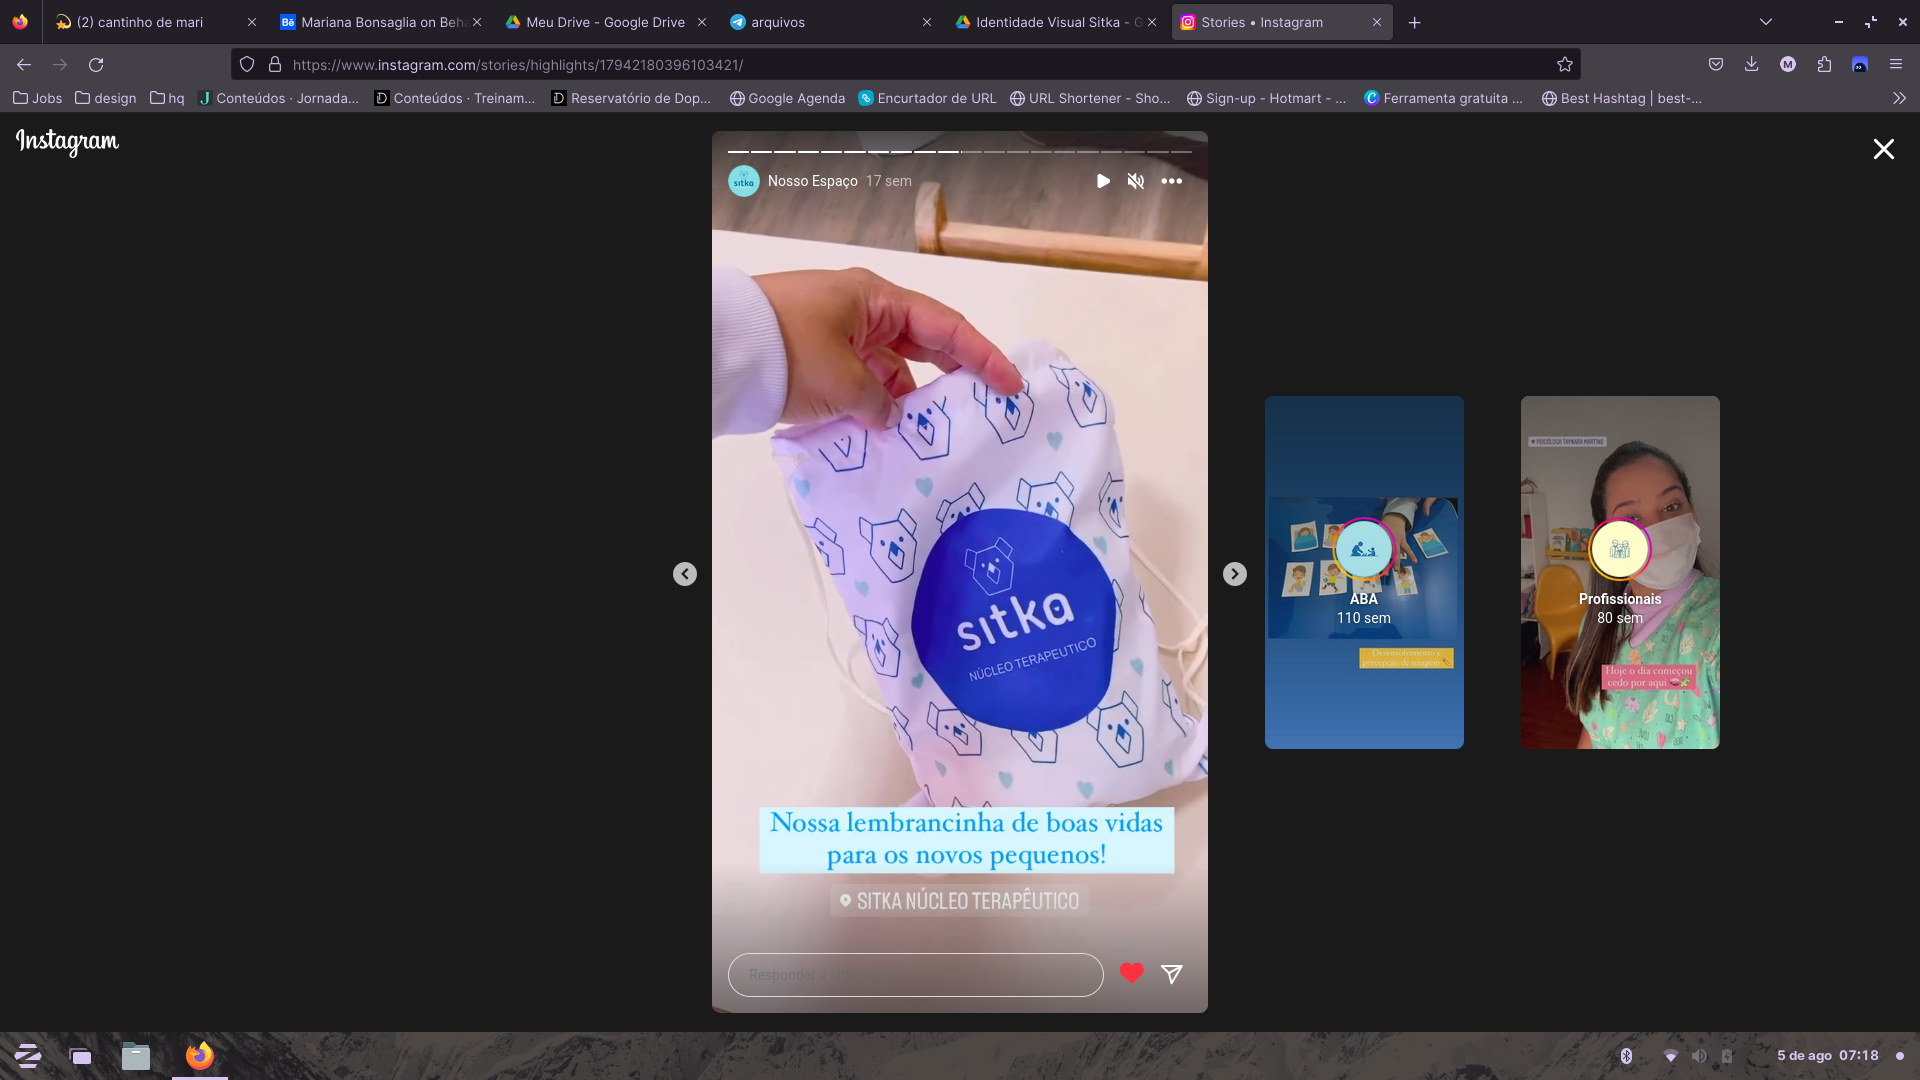 (2) cantinho de mari
Mariana Bonsaglia on Beha
Meu Drive - Google Drive
arquivos
Identidade Visual Sitka - G
Stories • Instagram
https://www.instagram.com/stories/highlights/17942180396103421/
Jobs
design
hq
Conteúdos · Jornada...
Conteúdos · Treinam...
Reservatório de Dop...
Google Agenda
Encurtador de URL
URL Shortener - Sho...
Sign-up - Hotmart - ...
Ferramenta gratuita ...
Best Hashtag | best-...
Instagram
sitka
Nosso Espaço 17 sem
sitka
NÚCLEO TERAPEUTICO
Nossa lembrancinha de boas vidas
para os novos pequenos!
SITKA NÚCLEO TERAPÊUTICO
Responder a
ABA
110 sem
Desenvolvimento e
percepção de imagem
PSICÓLOGA TAYNARA MARTINS
Profissionais
80 sem
Hoje o dia começou
cedo por aqui
5 de ago 07:18